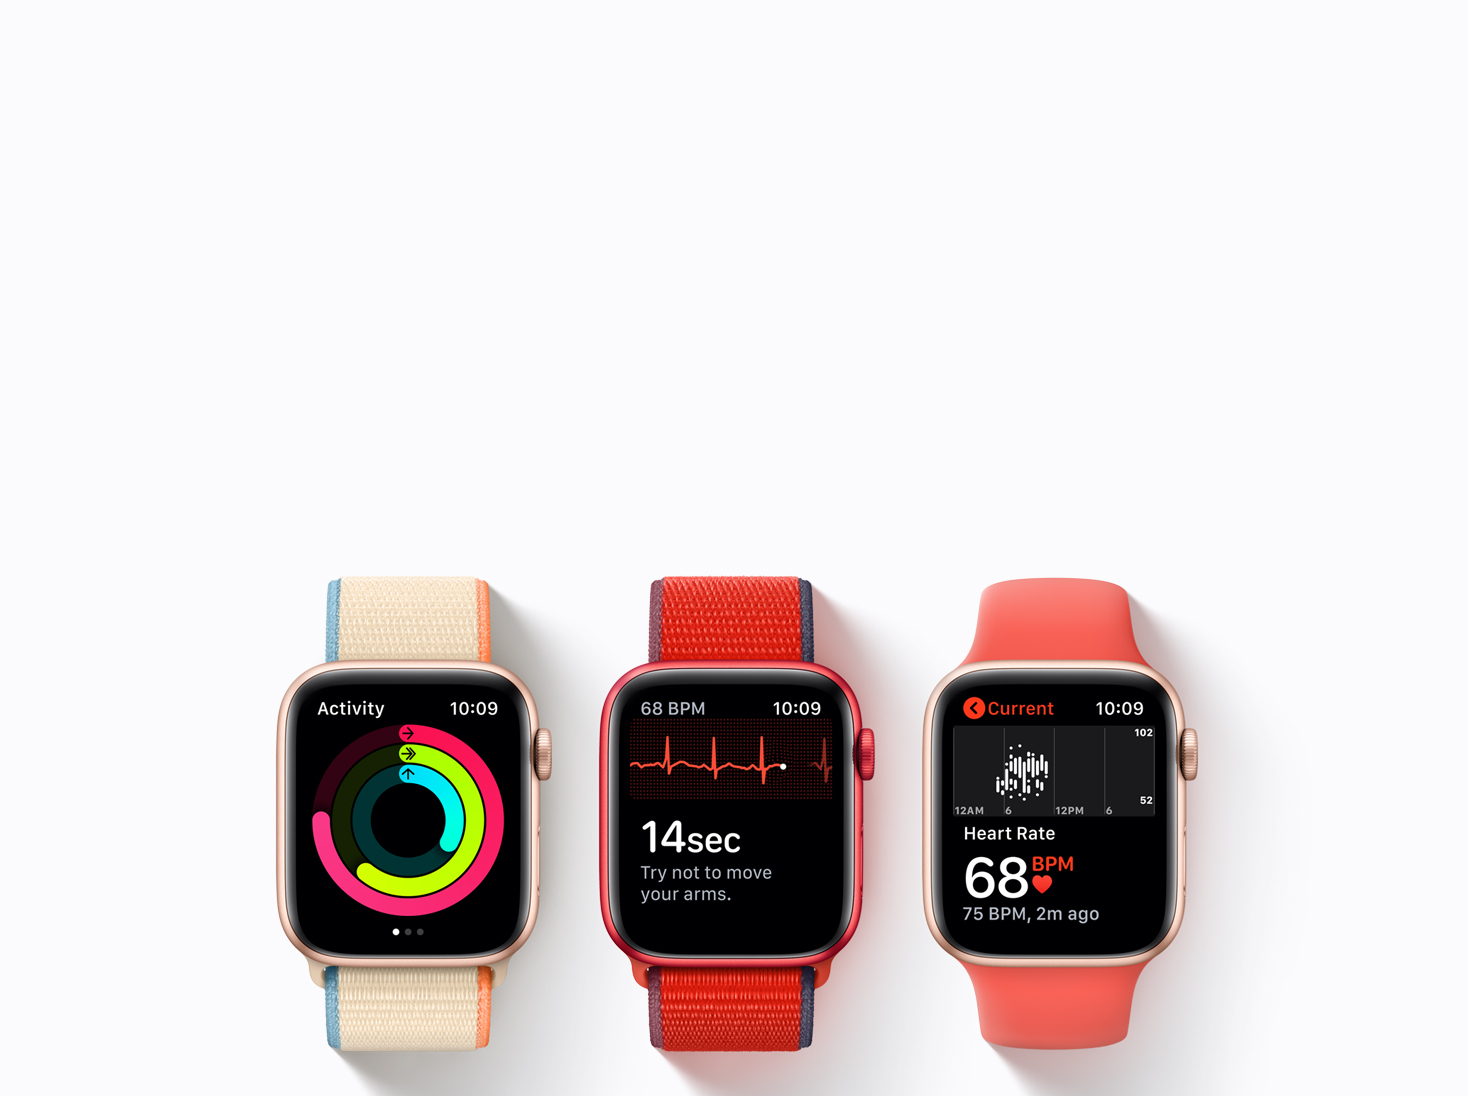 Activity 10:09
68 BPM 10:09
14sec
Try not to move
your arms.
Current 10:09
102
52
12AM 6 12PM 6
Heart Rate
68 BPM
75 BPM, 2m ago